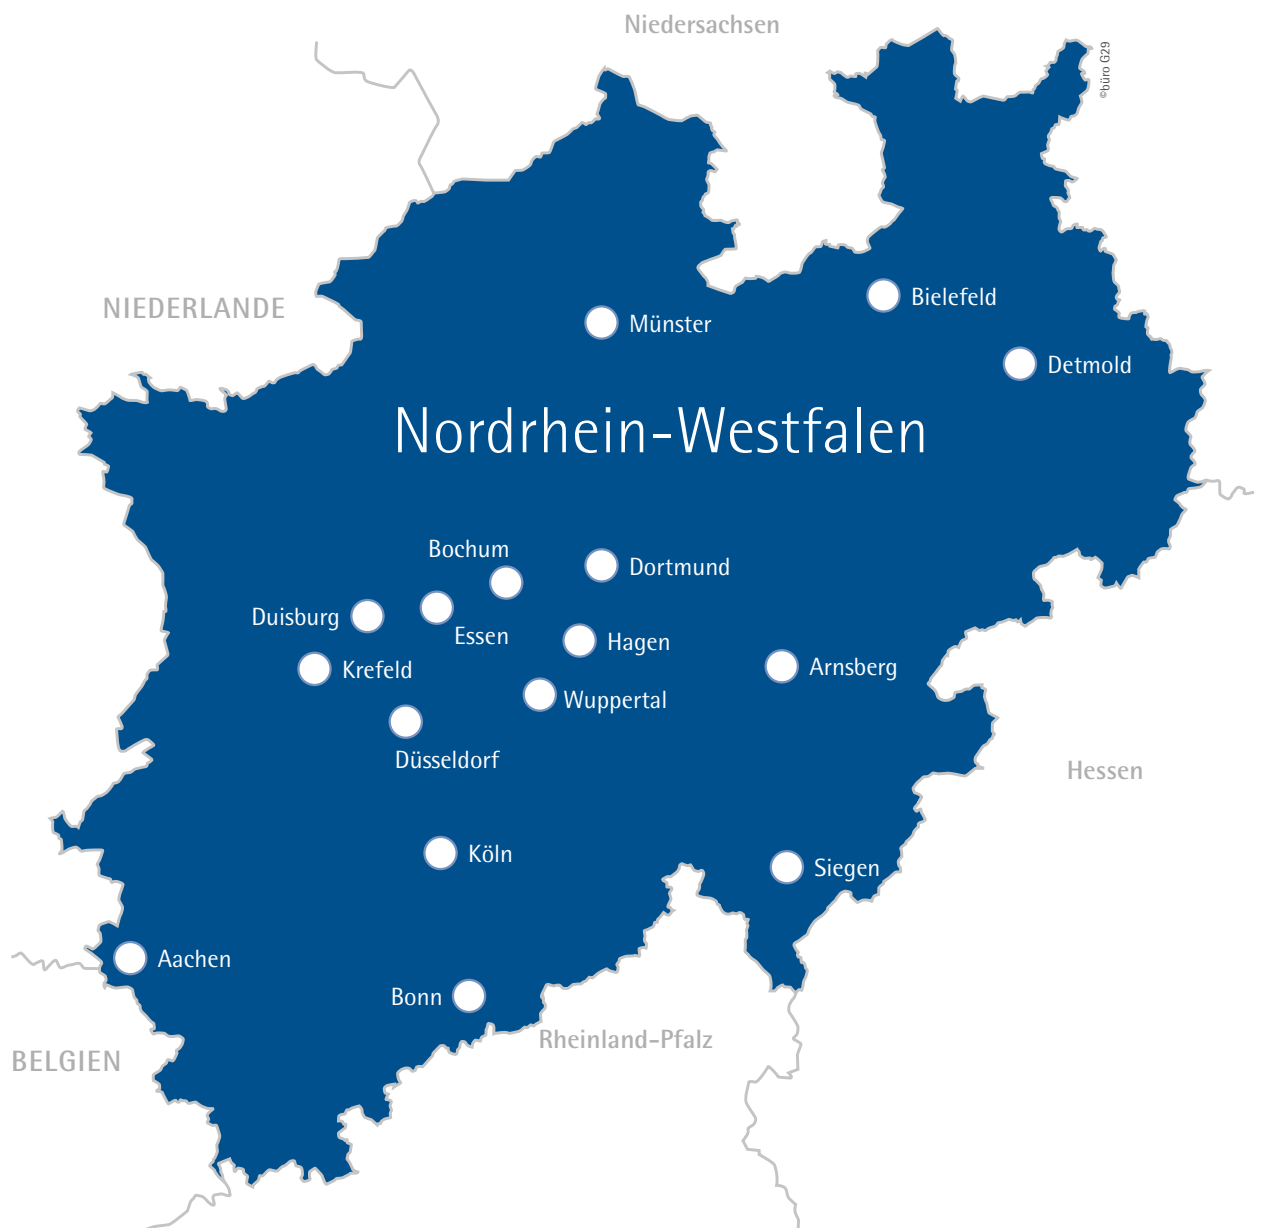 Niedersachsen
©büro G29
NIEDERLANDE
Bielefeld
Münster
Detmold
Nordrhein-Westfalen
Bochum
Dortmund
Duisburg
Essen
Hagen
Krefeld
Arnsberg
Wuppertal
Düsseldorf
Hessen
Köln
Siegen
Aachen
Bonn
Rheinland-Pfalz
BELGIEN